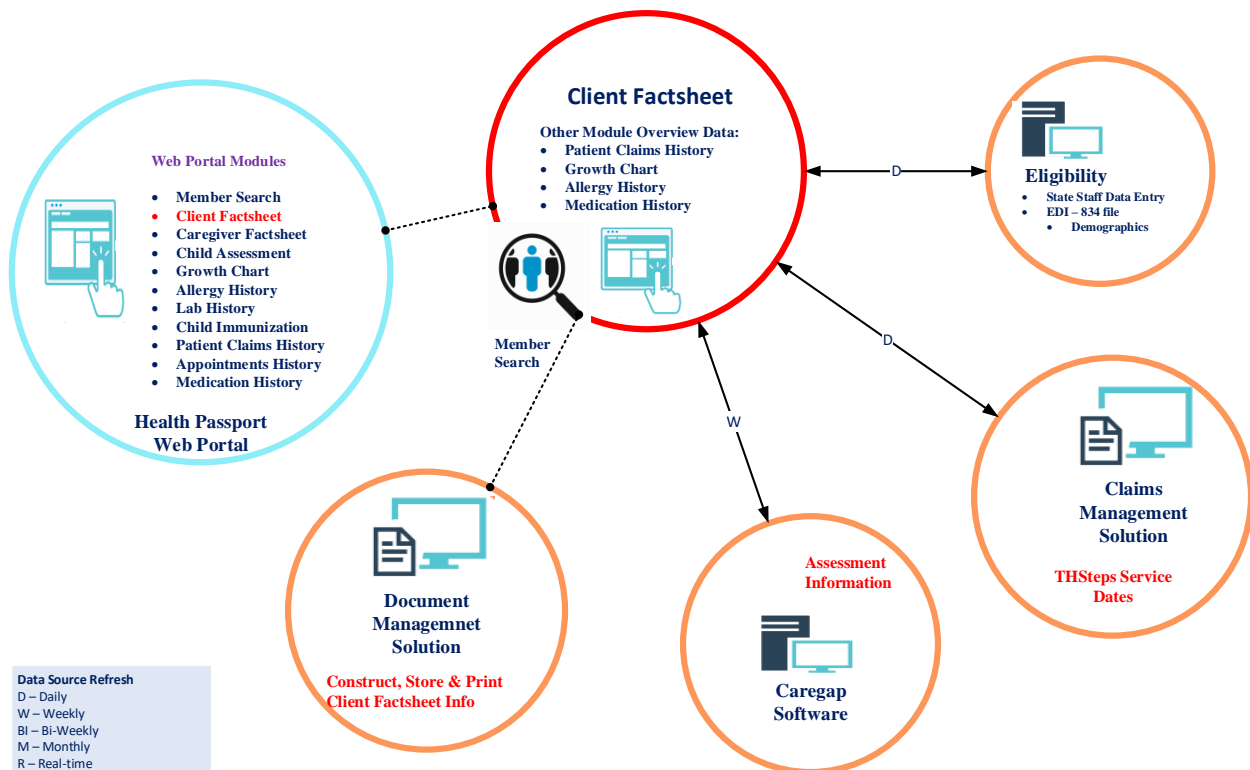 Client Factsheet
Other Module Overview Data:
• Patient Claims History
• Growth Chart
• Allergy History
• Medication History
Web Portal Modules
• Member Search
• Client Factsheet
• Caregiver Factsheet
• Child Assessment
• Growth Chart
• Allergy History
• Lab History
• Child Immunization
• Patient Claims History
• Appointments History
• Medication History
Health Passport
Web Portal
Member
Search
D
Eligibility
• State Staff Data Entry
• EDI – 834 file
• Demographics
D
W
Claims
Management
Solution
THSteps Service
Dates
Assessment
Information
Caregap
Software
Document
Managemnet
Solution
Construct, Store & Print
Client Factsheet Info
Data Source Refresh
D – Daily
W – Weekly
BI – Bi-Weekly
M – Monthly
R – Real-time